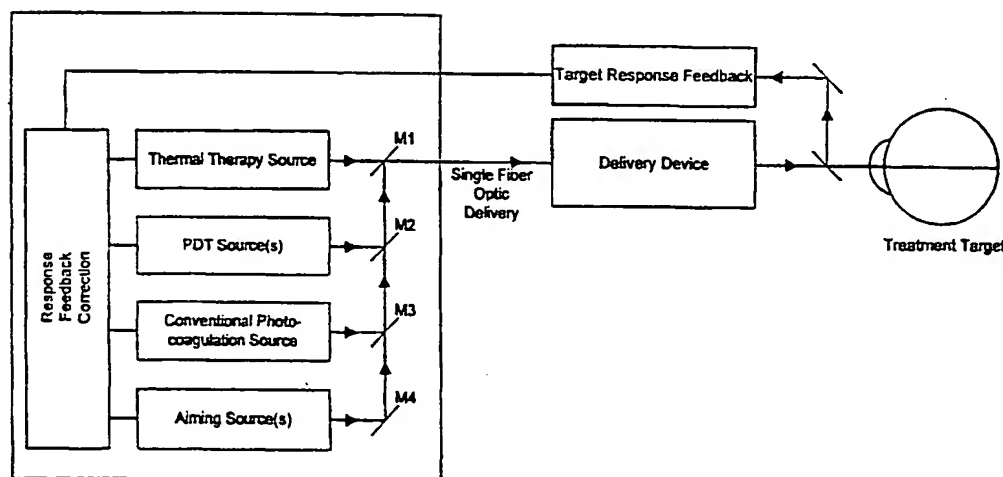 Target Response Feedback
M1
Thermal Therapy Source
Delivery Device
Single Fiber
Optic
Delivery
M2
PDT Source(s)
Treatment Target
Response
Feedback
Correction
M3
Conventional Photo-
coagulation Source
M4
Aiming Source(s)